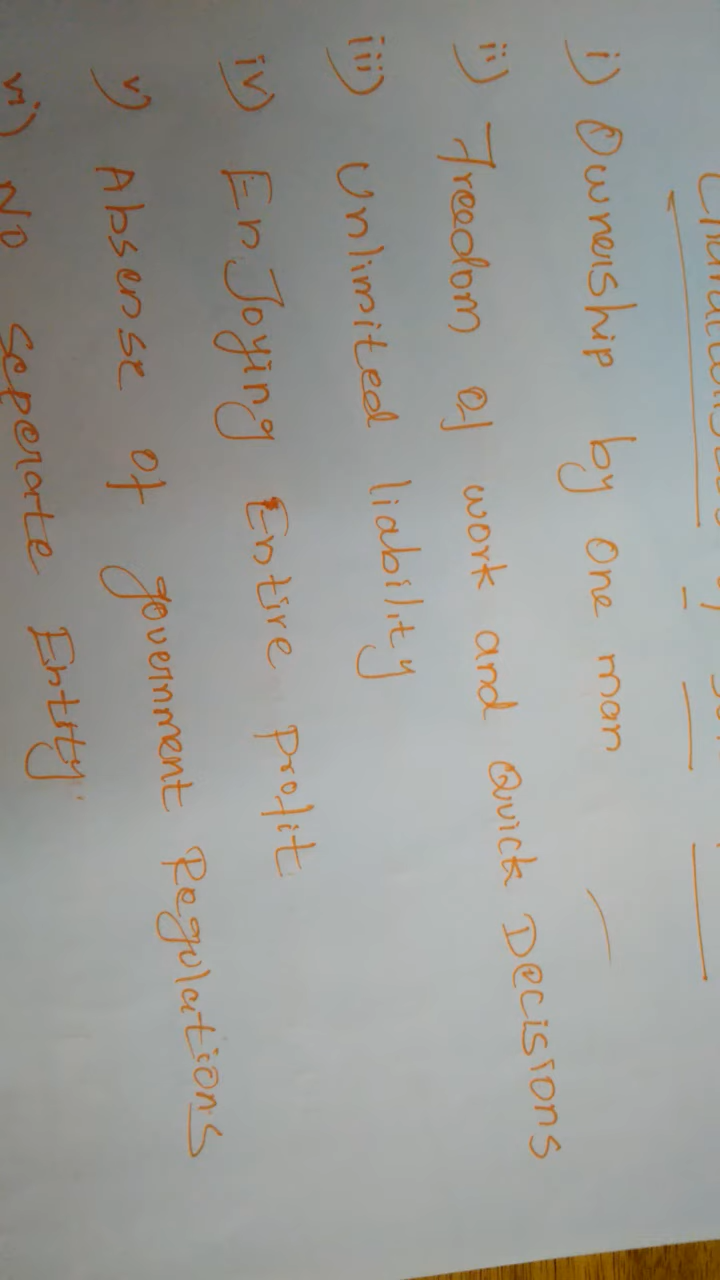 i) Ownership by one man
ii) Freedom of work and Quick Decisions
iii) Unlimited liability
iv) EnJoying Entire Profit
v) Absense of government Regulations
vi) No seperate Entity